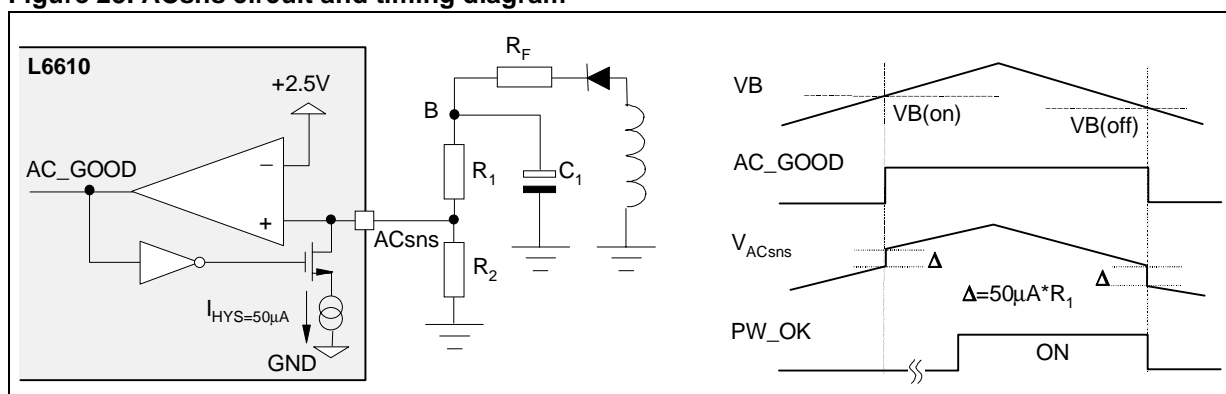 Figure 28. ACsns circuit and timing diagram
L6610
+2.5V
AC_GOOD
−
+
ACsns
I_HYS=50µA
GND
R_F
B
R_1
C_1
R_2
VB
VB(on)
VB(off)
AC_GOOD
V_ACsns
Δ
Δ
Δ=50µA*R_1
PW_OK
ON